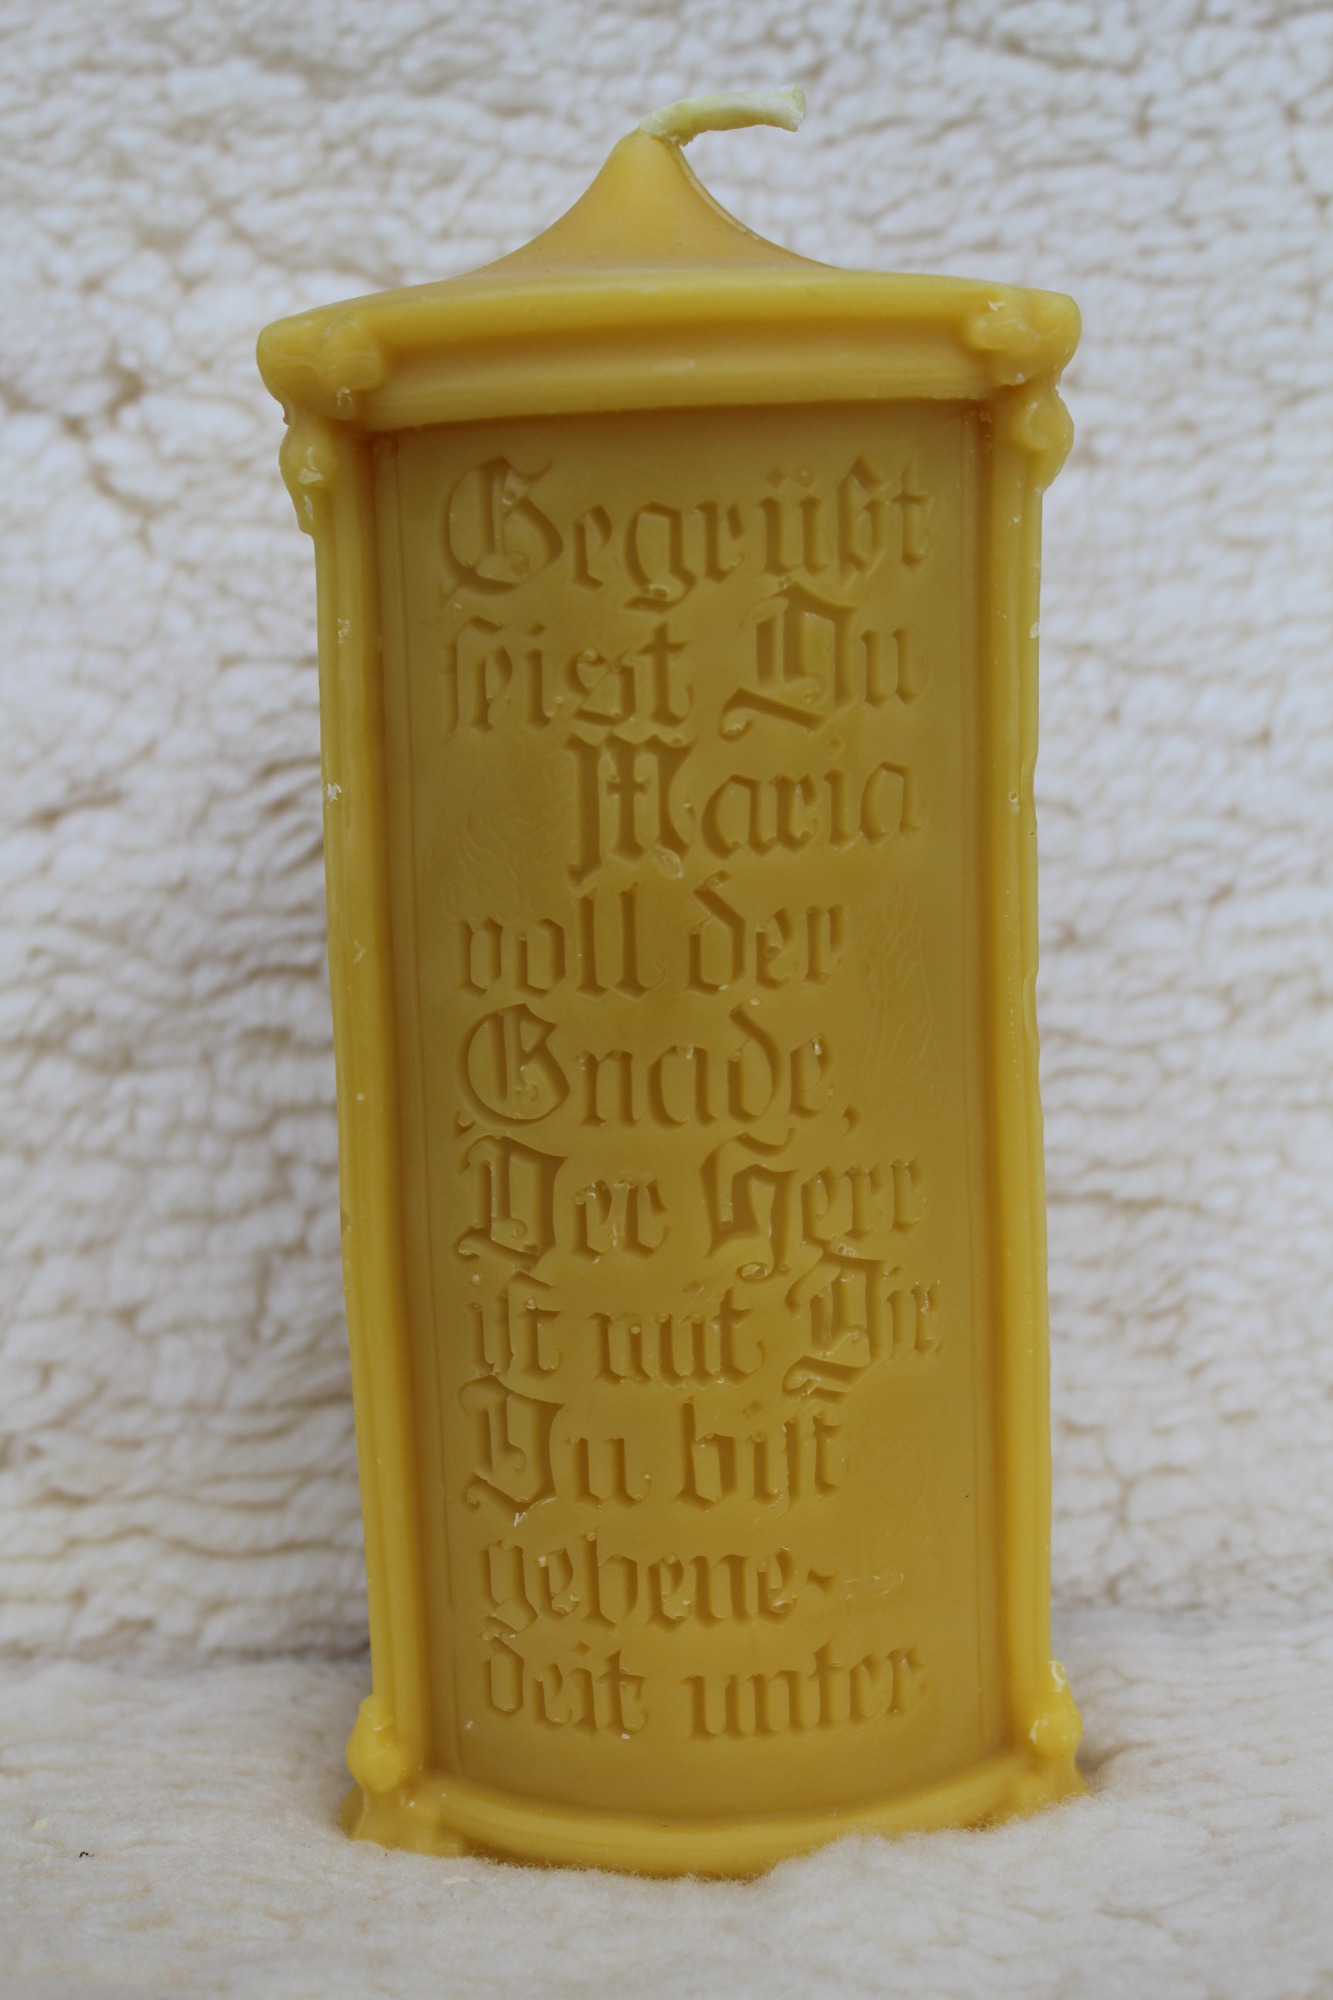 Gegrüßt
ſeist Du
Maria
voll der
Gnade,
Der Herr
iſt mit Dir.
Du biſt
gebene-
deit unter